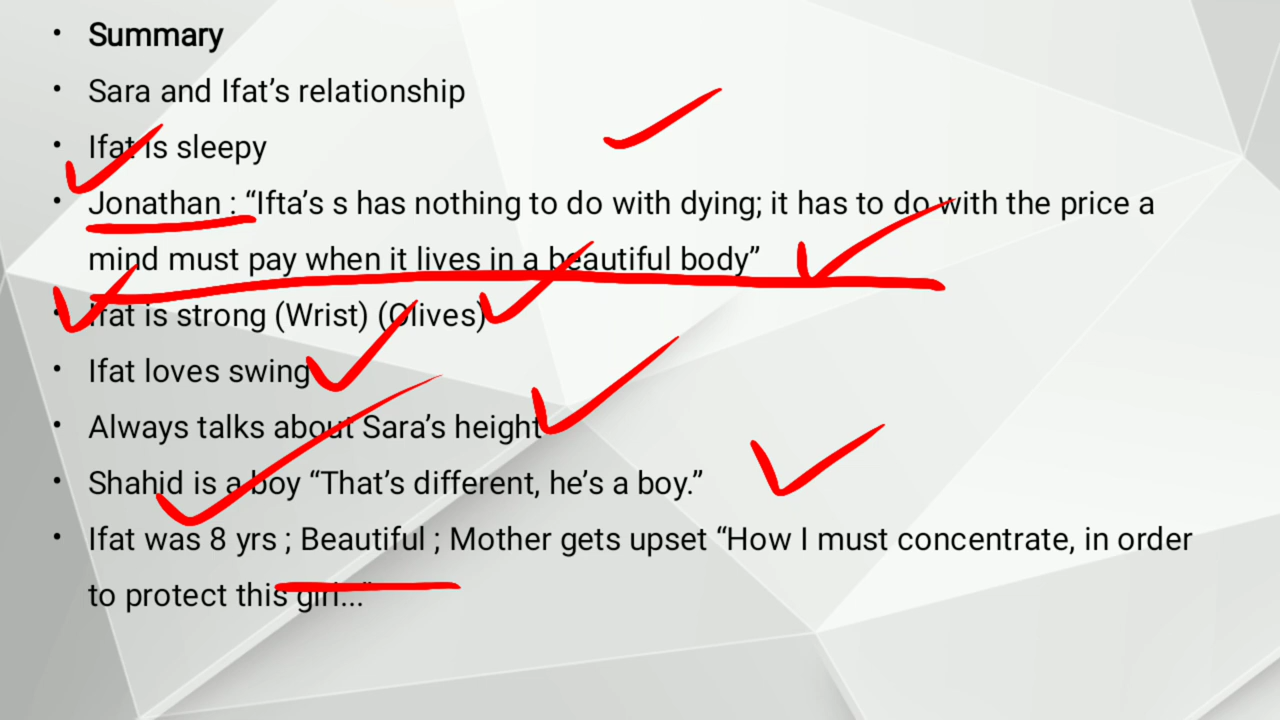 • Summary
• Sara and Ifat’s relationship
• Ifat is sleepy
• Jonathan : “Ifta’s s has nothing to do with dying; it has to do with the price a
mind must pay when it lives in a beautiful body”
• Ifat is strong (Wrist) (Olives)
• Ifat loves swing
• Always talks about Sara’s height
• Shahid is a boy “That’s different, he’s a boy.”
• Ifat was 8 yrs ; Beautiful ; Mother gets upset “How I must concentrate, in order
to protect this girl...”